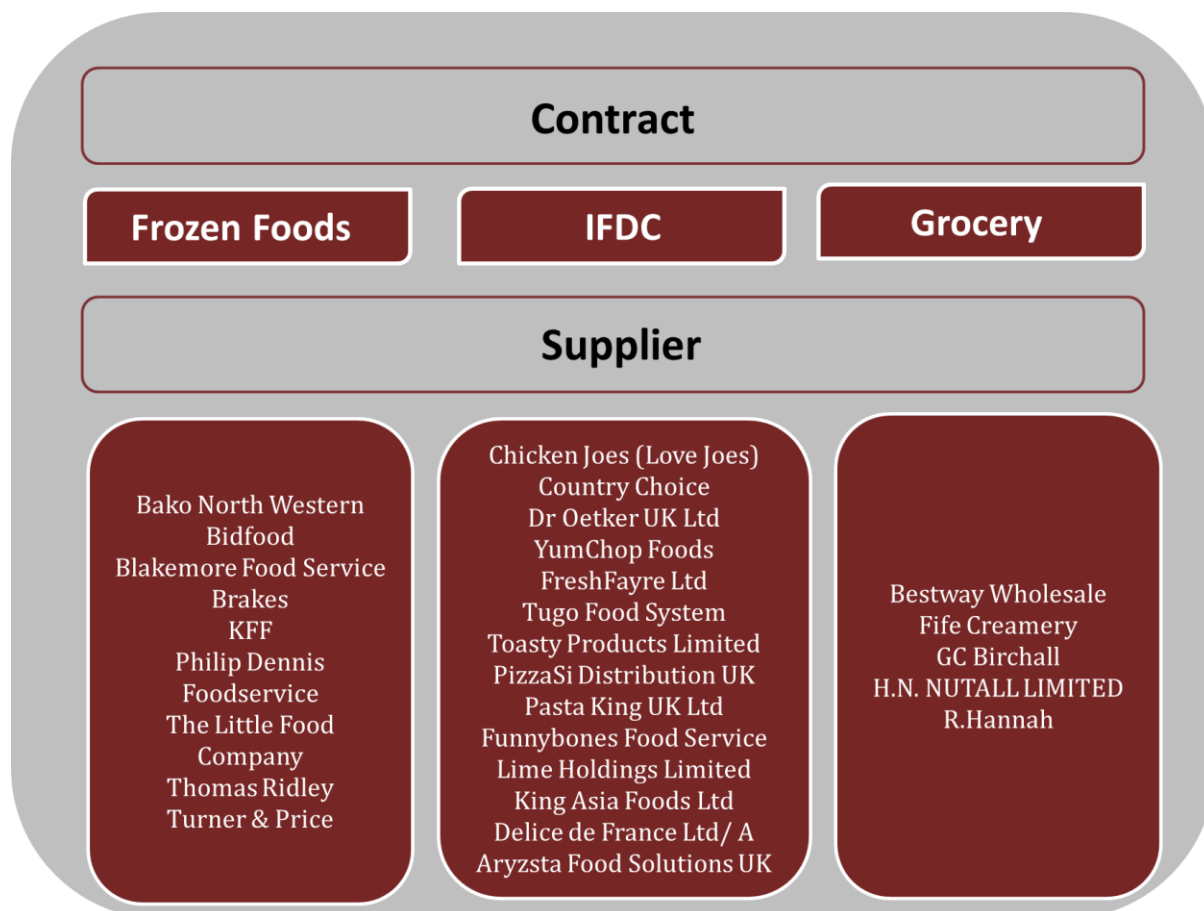 Contract
Frozen Foods
IFDC
Grocery
Supplier
Bako North Western
Bidfood
Blakemore Food Service
Brakes
KFF
Philip Dennis
Foodservice
The Little Food
Company
Thomas Ridley
Turner & Price
Chicken Joes (Love Joes)
Country Choice
Dr Oetker UK Ltd
YumChop Foods
FreshFayre Ltd
Tugo Food System
Toasty Products Limited
PizzaSi Distribution UK
Pasta King UK Ltd
Funnybones Food Service
Lime Holdings Limited
King Asia Foods Ltd
Delice de France Ltd/ A
Aryzsta Food Solutions UK
Bestway Wholesale
Fife Creamery
GC Birchall
H.N. NUTALL LIMITED
R.Hannah